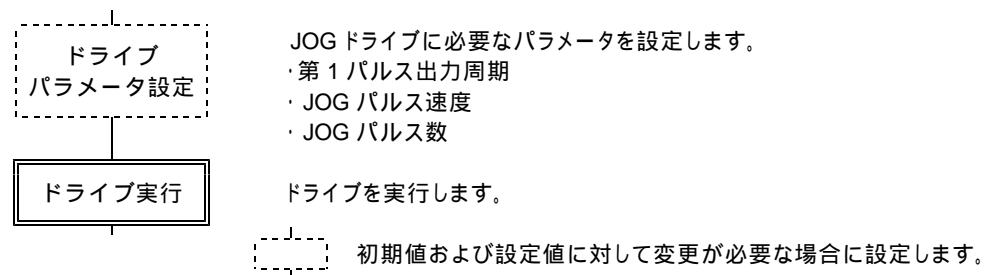 ドライブ
パラメータ設定
JOG ドライブに必要なパラメータを設定します。
・第 1 パルス出力周期
・ JOG パルス速度
・ JOG パルス数
ドライブ実行
ドライブを実行します。
初期値および設定値に対して変更が必要な場合に設定します。